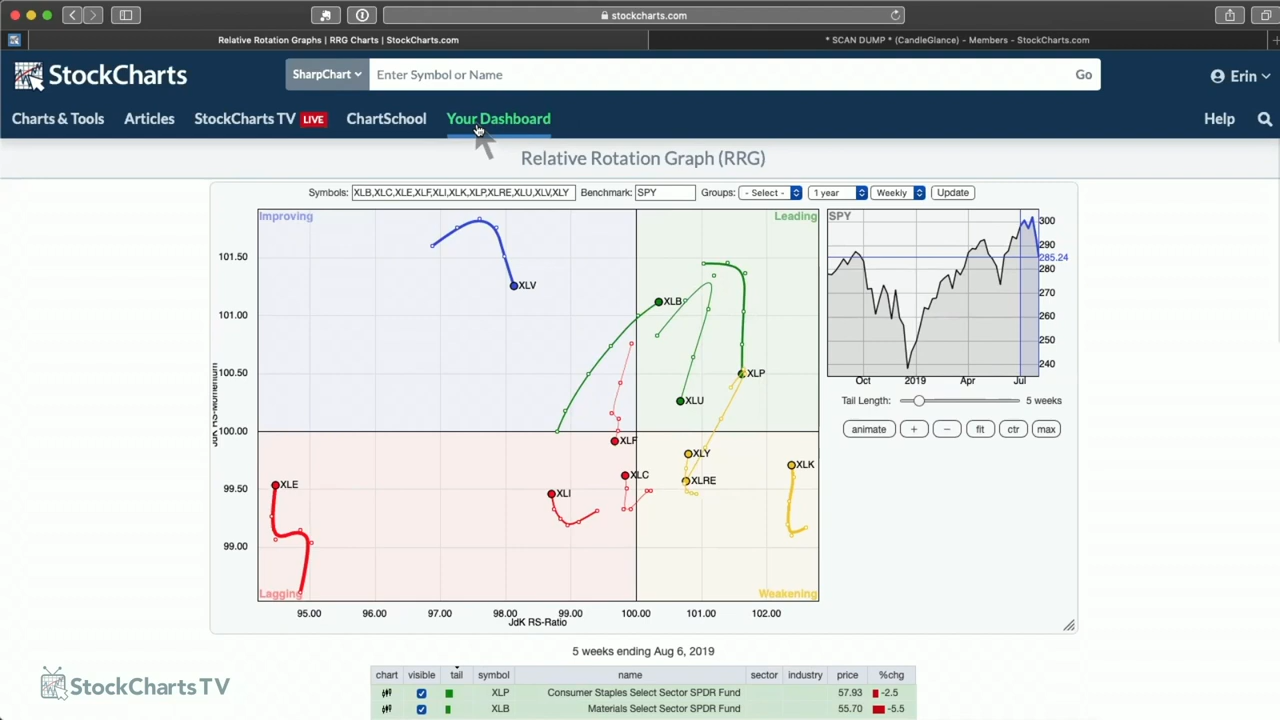 stockcharts.com
Relative Rotation Graphs | RRG Charts | StockCharts.com
* SCAN DUMP * (CandleGlance) - Members - StockCharts.com
StockCharts
SharpChart
Enter Symbol or Name
Go
Erin
Charts & Tools
Articles
StockCharts TV LIVE
ChartSchool
Your Dashboard
Help
Relative Rotation Graph (RRG)
Symbols: XLB,XLC,XLE,XLF,XLI,XLK,XLP,XLRE,XLU,XLV,XLY Benchmark: SPY Groups: - Select - 1 year Weekly Update
Improving
Leading
Lagging
Weakening
101.50
101.00
100.50
100.00
99.50
99.00
JdK RS-Momentum
XLV
XLB
XLP
XLU
XLF
XLY
XLK
XLC
XLRE
XLE
XLI
95.00 96.00 97.00 98.00 99.00 100.00 101.00 102.00
JdK RS-Ratio
SPY
300
290
285.24
280
270
260
250
240
Oct 2019 Apr Jul
Tail Length: 5 weeks
animate + − fit ctr max
5 weeks ending Aug 6, 2019
chart visible tail symbol name sector industry price %chg
XLP Consumer Staples Select Sector SPDR Fund 57.93 -2.5
XLB Materials Select Sector SPDR Fund 55.70 -5.5
StockCharts TV